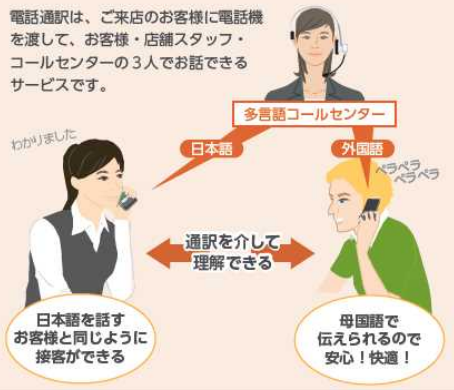 電話通訳は、ご来店のお客様に電話機
を渡して、お客様・店舗スタッフ・
コールセンターの3人でお話できる
サービスです。
多言語コールセンター
日本語
外国語
わかりました
ペラペラ
ペラペラ
通訳を介して
理解できる
日本語を話す
お客様と同じように
接客ができる
母国語で
伝えられるので
安心！快適！